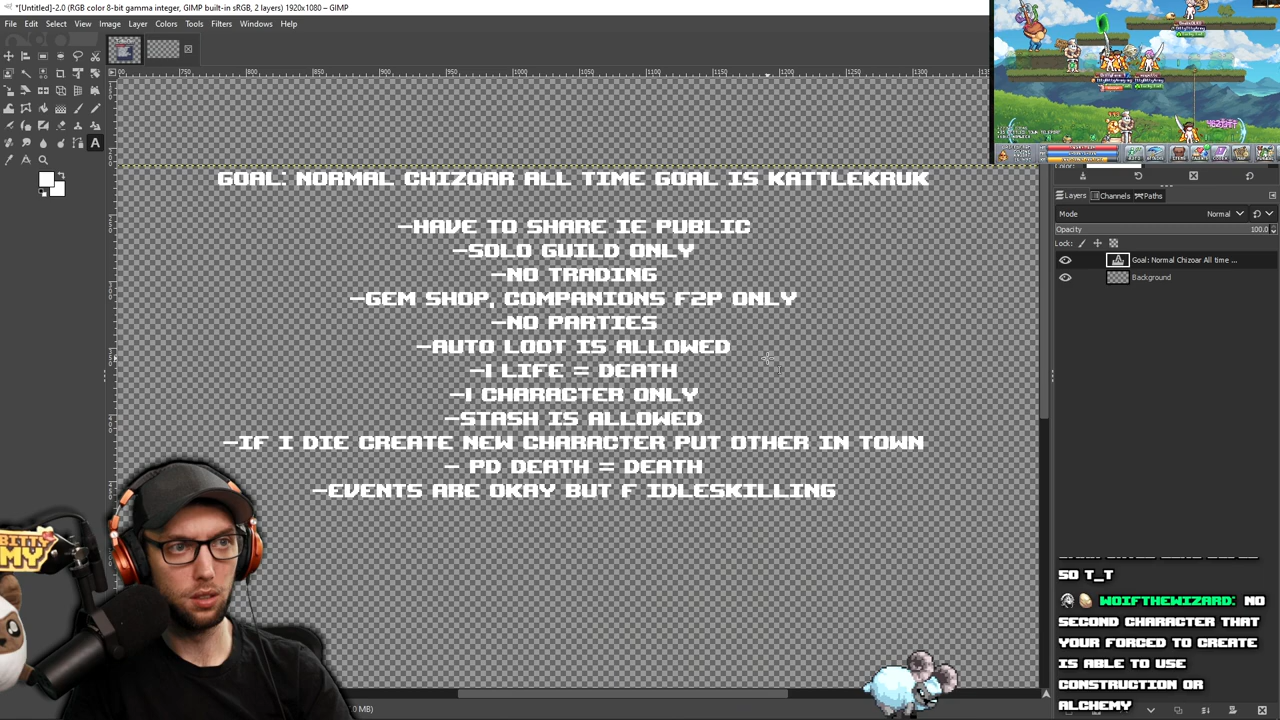 *[Untitled]-2.0 (RGB color 8-bit gamma integer, GIMP built-in sRGB, 2 layers) 1920x1080 – GIMP
File Edit Select View Image Layer Colors Tools Filters Windows Help
GOAL: NORMAL CHIZOAR ALL TIME GOAL IS KATTLEKRUK
-HAVE TO SHARE IE PUBLIC
-SOLO GUILD ONLY
-NO TRADING
-GEM SHOP, COMPANIONS F2P ONLY
-NO PARTIES
-AUTO LOOT IS ALLOWED
-1 LIFE = DEATH
-1 CHARACTER ONLY
-STASH IS ALLOWED
-IF I DIE CREATE NEW CHARACTER PUT OTHER IN TOWN
- PD DEATH = DEATH
-EVENTS ARE OKAY BUT F IDLESKILLING
Layers Channels Paths
Mode Normal
Opacity 100.0
Lock:
Goal: Normal Chizoar All time ...
Background
SO T_T
WOIFTHEWIZARD: NO
SECOND CHARACTER THAT
YOUR FORCED TO CREATE
IS ABLE TO USE
CONSTRUCTION OR
ALCHEMY
BITTY
MY